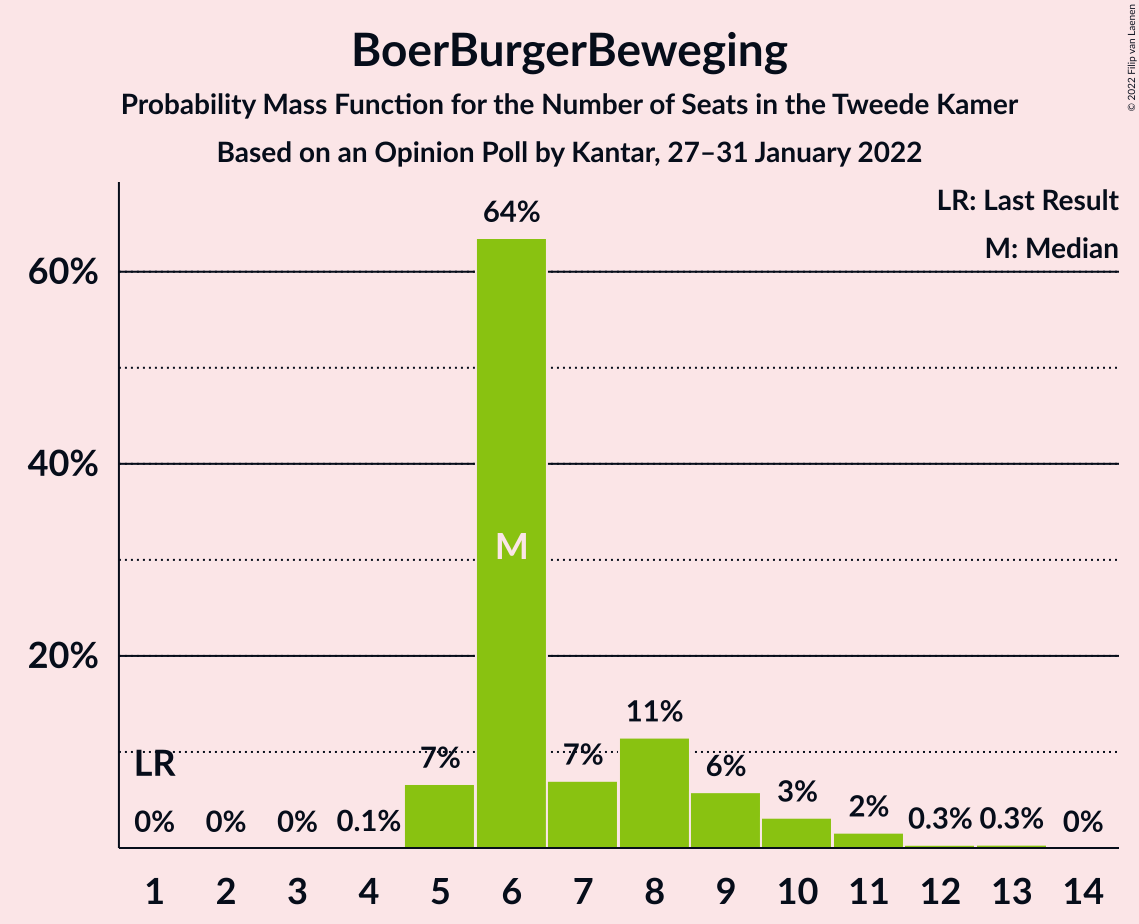 BoerBurgerBeweging
Probability Mass Function for the Number of Seats in the Tweede Kamer
Based on an Opinion Poll by Kantar, 27–31 January 2022
© 2022 Filip van Laenen
LR: Last Result
M: Median
60%
40%
20%
64%
M
LR
0%
0%
0%
0.1%
7%
7%
11%
6%
3%
2%
0.3%
0.3%
0%
1 2 3 4 5 6 7 8 9 10 11 12 13 14